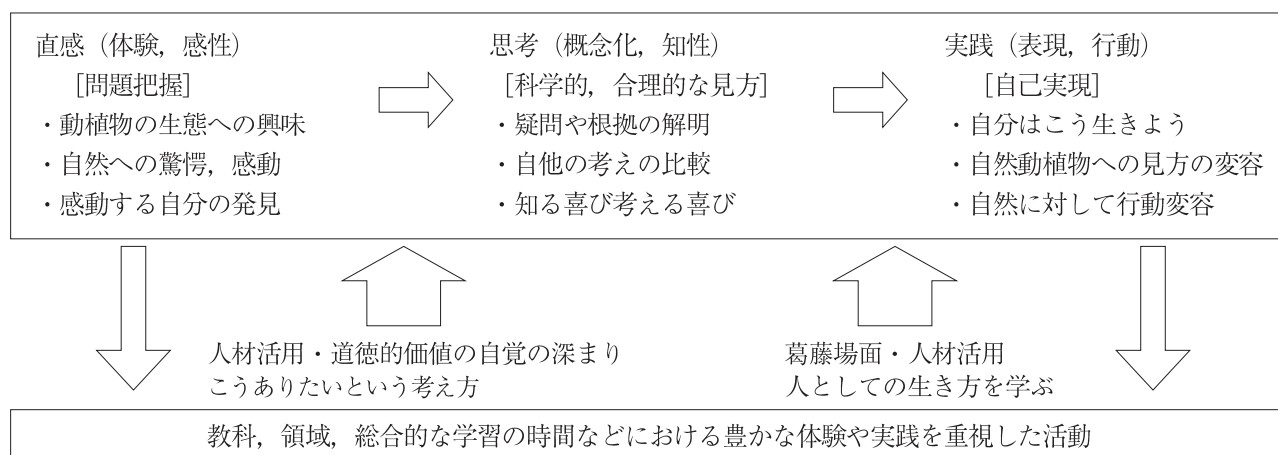 直感（体験，感性）
［問題把握］
・動植物の生態への興味
・自然への驚愕，感動
・感動する自分の発見
思考（概念化，知性）
［科学的，合理的な見方］
・疑問や根拠の解明
・自他の考えの比較
・知る喜び考える喜び
実践（表現，行動）
［自己実現］
・自分はこう生きよう
・自然動植物への見方の変容
・自然に対して行動変容
人材活用・道徳的価値の自覚の深まり
こうありたいという考え方
葛藤場面・人材活用
人としての生き方を学ぶ
教科，領域，総合的な学習の時間などにおける豊かな体験や実践を重視した活動